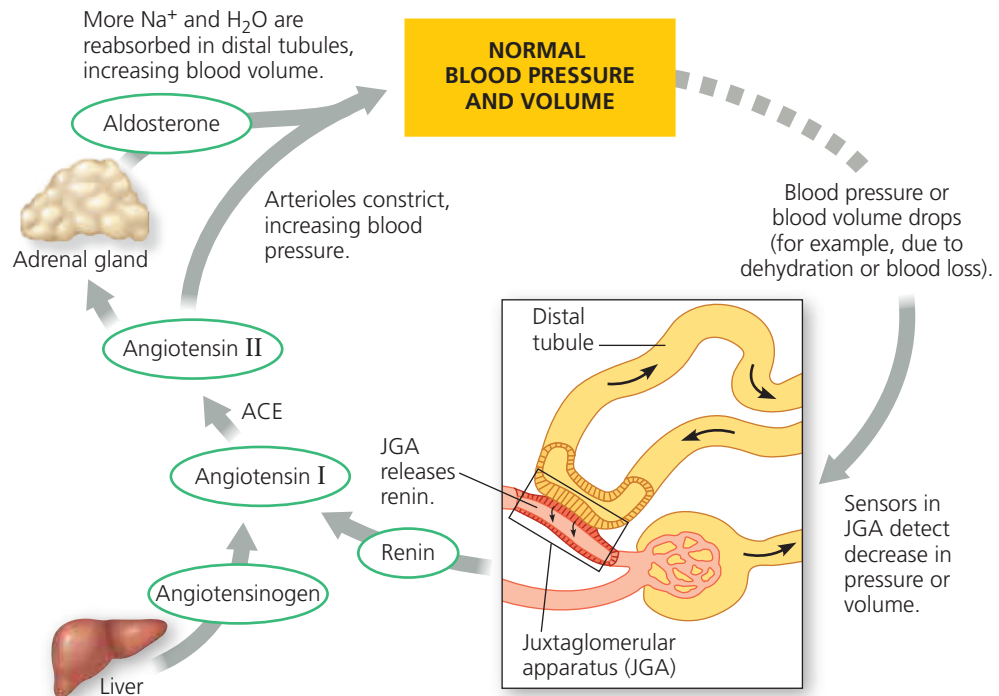 More Na⁺ and H₂O are
reabsorbed in distal tubules,
increasing blood volume.
NORMAL
BLOOD PRESSURE
AND VOLUME
Aldosterone
Adrenal gland
Arterioles constrict,
increasing blood
pressure.
Blood pressure or
blood volume drops
(for example, due to
dehydration or blood loss).
Distal
tubule
Angiotensin II
ACE
Angiotensin I
JGA
releases
renin.
Renin
Sensors in
JGA detect
decrease in
pressure or
volume.
Angiotensinogen
Juxtaglomerular
apparatus (JGA)
Liver